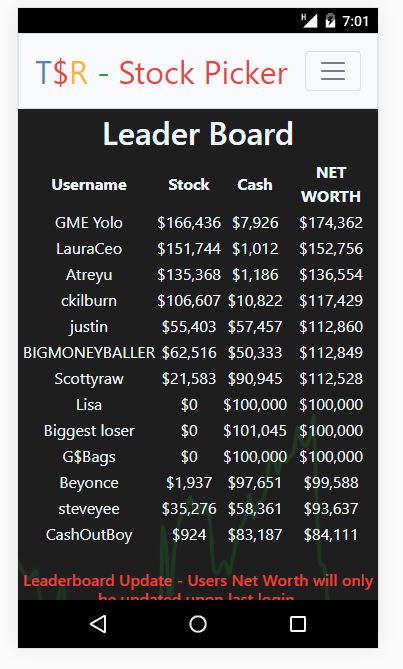 H 7:01
T$R - Stock Picker
Leader Board
Username Stock Cash NET WORTH
GME Yolo $166,436 $7,926 $174,362
LauraCeo $151,744 $1,012 $152,756
Atreyu $135,368 $1,186 $136,554
ckilburn $106,607 $10,822 $117,429
justin $55,403 $57,457 $112,860
BIGMONEYBALLER $62,516 $50,333 $112,849
Scottyraw $21,583 $90,945 $112,528
Lisa $0 $100,000 $100,000
Biggest loser $0 $101,045 $100,000
G$Bags $0 $100,000 $100,000
Beyonce $1,937 $97,651 $99,588
steveyee $35,276 $58,361 $93,637
CashOutBoy $924 $83,187 $84,111
Leaderboard Update - Users Net Worth will only
be updated upon last login